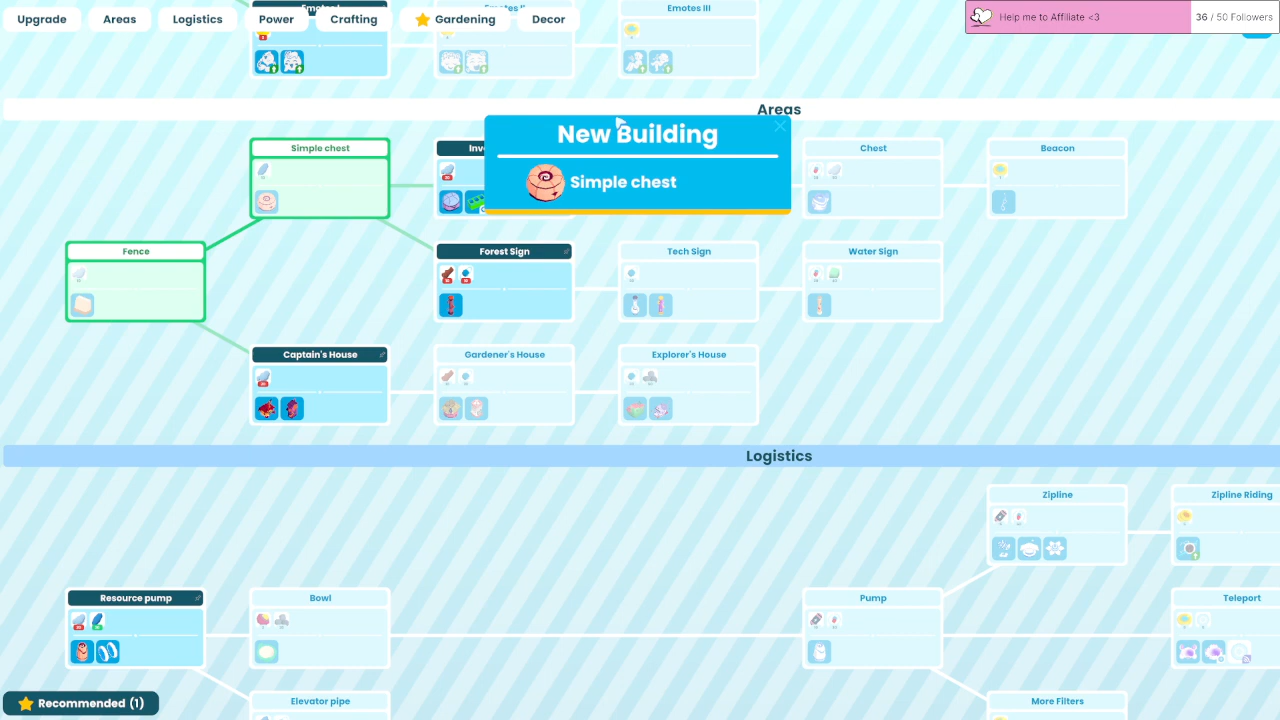 Upgrade
Areas
Logistics
Power
Crafting
Gardening
Decor
Emotes III
Help me to Affiliate <3
36 / 50 Followers
Areas
New Building
Simple chest
Simple chest
Chest
Beacon
Fence
Forest Sign
Tech Sign
Water Sign
Captain's House
Gardener's House
Explorer's House
Logistics
Zipline
Zipline Riding
Resource pump
Bowl
Pump
Teleport
Elevator pipe
More Filters
Recommended (1)